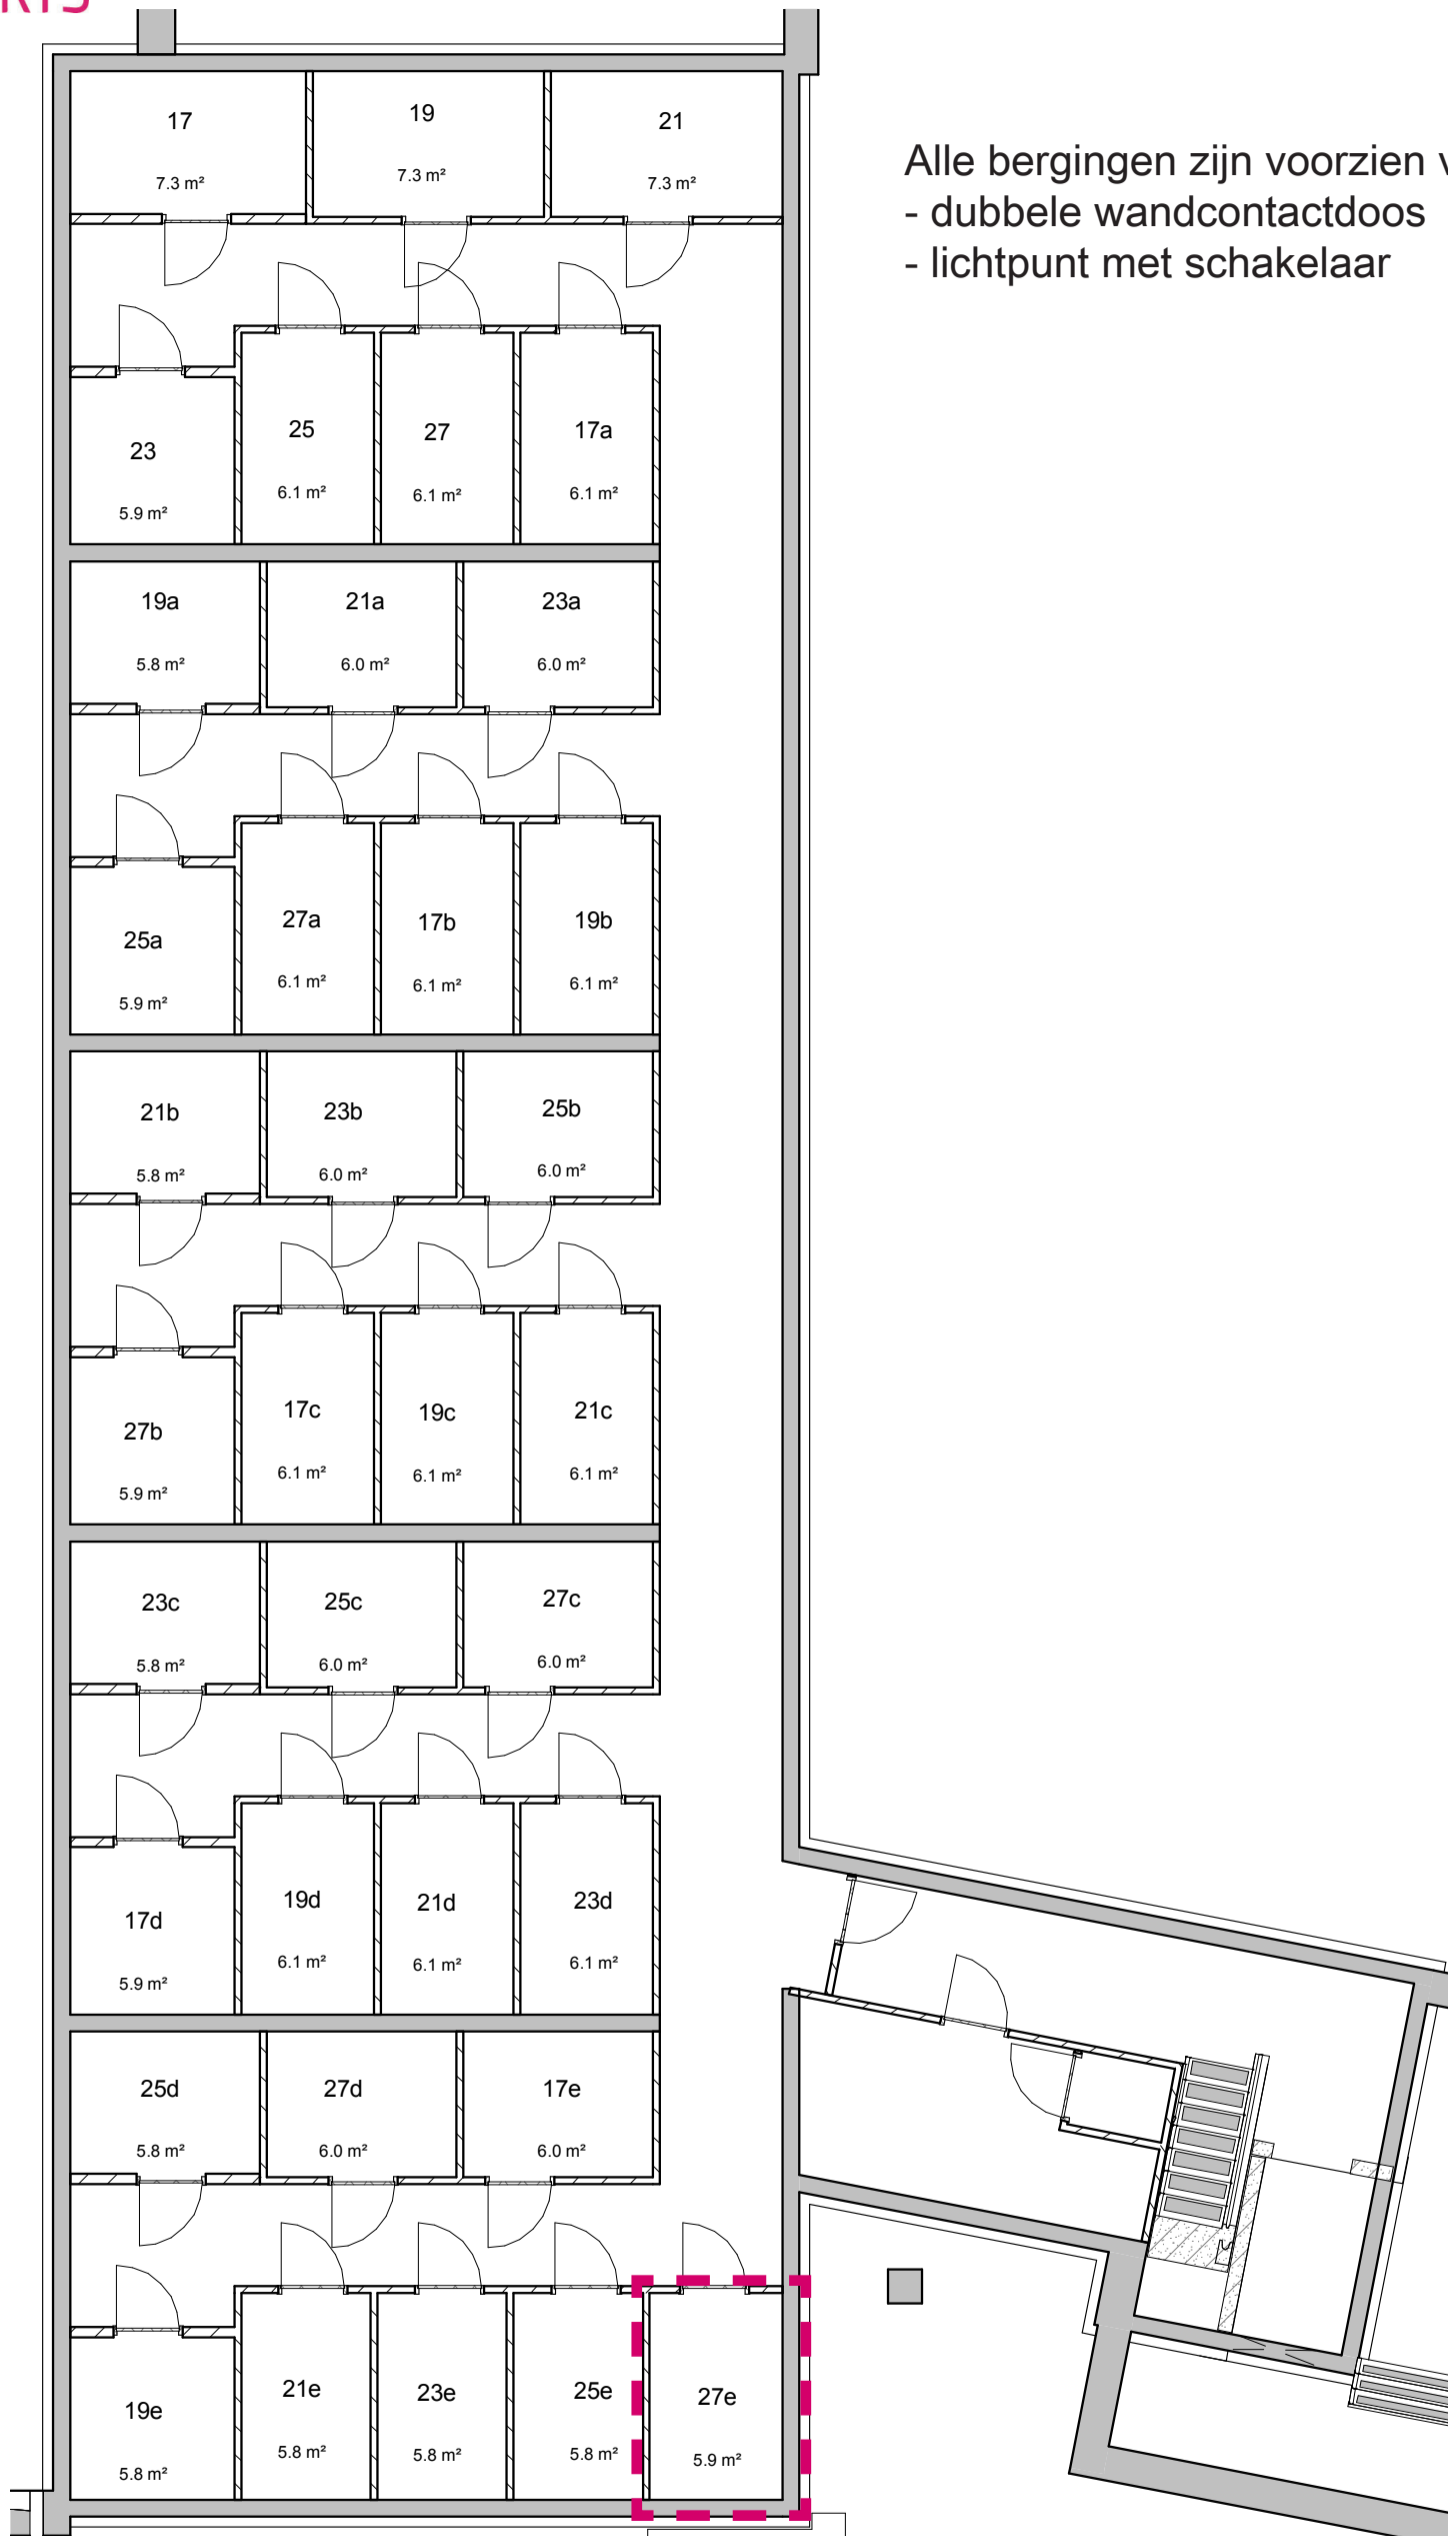 Alle bergingen zijn voorzien
- dubbele wandcontactdoos
- lichtpunt met schakelaar
17
7.3 m²
19
7.3 m²
21
7.3 m²
23
5.9 m²
25
6.1 m²
27
6.1 m²
17a
6.1 m²
19a
5.8 m²
21a
6.0 m²
23a
6.0 m²
25a
5.9 m²
27a
6.1 m²
17b
6.1 m²
19b
6.1 m²
21b
5.8 m²
23b
6.0 m²
25b
6.0 m²
27b
5.9 m²
17c
6.1 m²
19c
6.1 m²
21c
6.1 m²
23c
5.8 m²
25c
6.0 m²
27c
6.0 m²
17d
5.9 m²
19d
6.1 m²
21d
6.1 m²
23d
6.1 m²
25d
5.8 m²
27d
6.0 m²
17e
6.0 m²
19e
5.8 m²
21e
5.8 m²
23e
5.8 m²
25e
5.8 m²
27e
5.9 m²